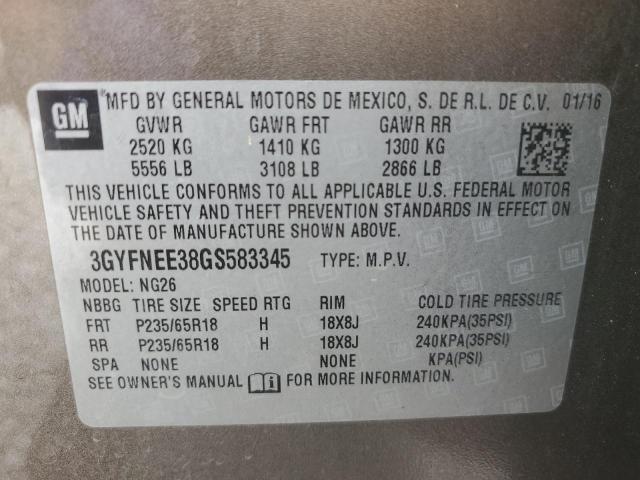 GM
MFD BY GENERAL MOTORS DE MEXICO, S. DE R.L. DE C.V. 01/16
GVWR GAWR FRT GAWR RR
2520 KG 1410 KG 1300 KG
5556 LB 3108 LB 2866 LB
THIS VEHICLE CONFORMS TO ALL APPLICABLE U.S. FEDERAL MOTOR
VEHICLE SAFETY AND THEFT PREVENTION STANDARDS IN EFFECT ON
THE DATE OF MANUFACTURE SHOWN ABOVE.
3GYFNEE38GS583345 TYPE: M.P.V.
MODEL: NG26
NBBG TIRE SIZE SPEED RTG RIM COLD TIRE PRESSURE
FRT P235/65R18 H 18X8J 240KPA(35PSI)
RR P235/65R18 H 18X8J 240KPA(35PSI)
SPA NONE NONE KPA(PSI)
SEE OWNER'S MANUAL FOR MORE INFORMATION.